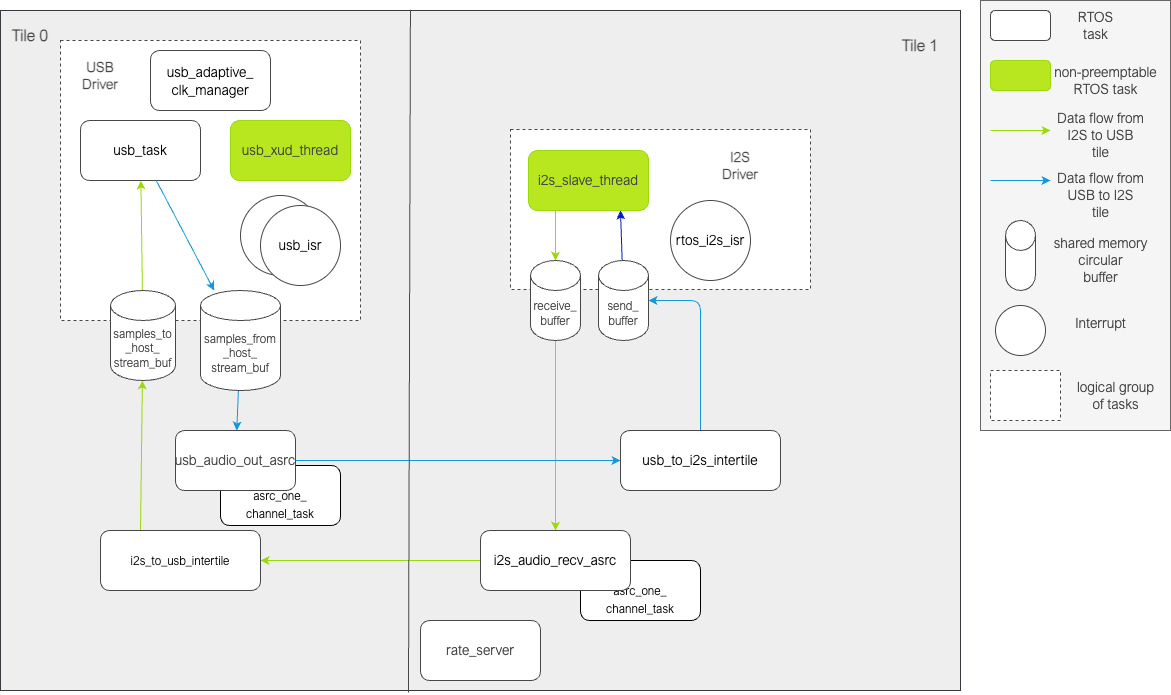 Tile 0
USB
Driver
usb_adaptive_
clk_manager
usb_task
usb_xud_thread
usb_isr
samples_to
_host_
stream_buf
samples_from
_host_
stream_buf
usb_audio_out_asrc
asrc_one_
channel_task
i2s_to_usb_intertile
Tile 1
I2S
Driver
i2s_slave_thread
rtos_i2s_isr
receive_
buffer
send_
buffer
usb_to_i2s_intertile
i2s_audio_recv_asrc
asrc_one_
channel_task
rate_server
RTOS
task
non-preemptable
RTOS task
Data flow from
I2S to USB
tile
Data flow from
USB to I2S
tile
shared memory
circular
buffer
Interrupt
logical group
of tasks